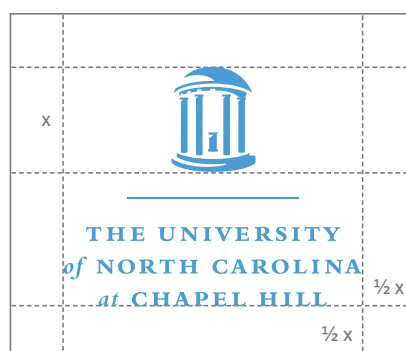 x
THE UNIVERSITY
of NORTH CAROLINA
½ x
at CHAPEL HILL
½ x